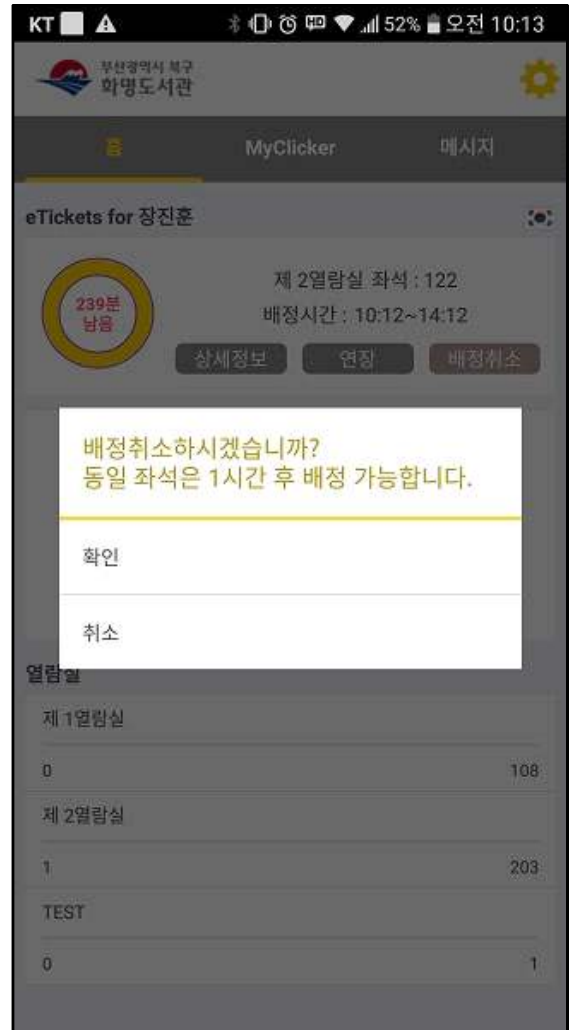 KT 52% 오전 10:13
부산광역시 북구
화명도서관
홈 MyClicker 메시지
eTickets for 장진훈
239분
남음
제 2열람실 좌석 : 122
배정시간 : 10:12~14:12
상세정보 연장 배정취소
배정취소하시겠습니까?
동일 좌석은 1시간 후 배정 가능합니다.
확인
취소
열람실
제 1열람실
0 108
제 2열람실
1 203
TEST
0 1